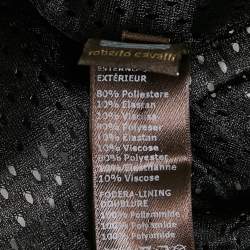 roberto cavalli
ESTERNO
EXTÉRIEUR
80% Poliestere
10% Elastan
10% Viscosa
80% Polyester
10% Elastan
10% Viscose
80% Polyester
10% Elasthanne
10% Viscose
FODERA-LINING
DOUBLURE
100% Poliammide
100% Polyamide
100% Polyamide